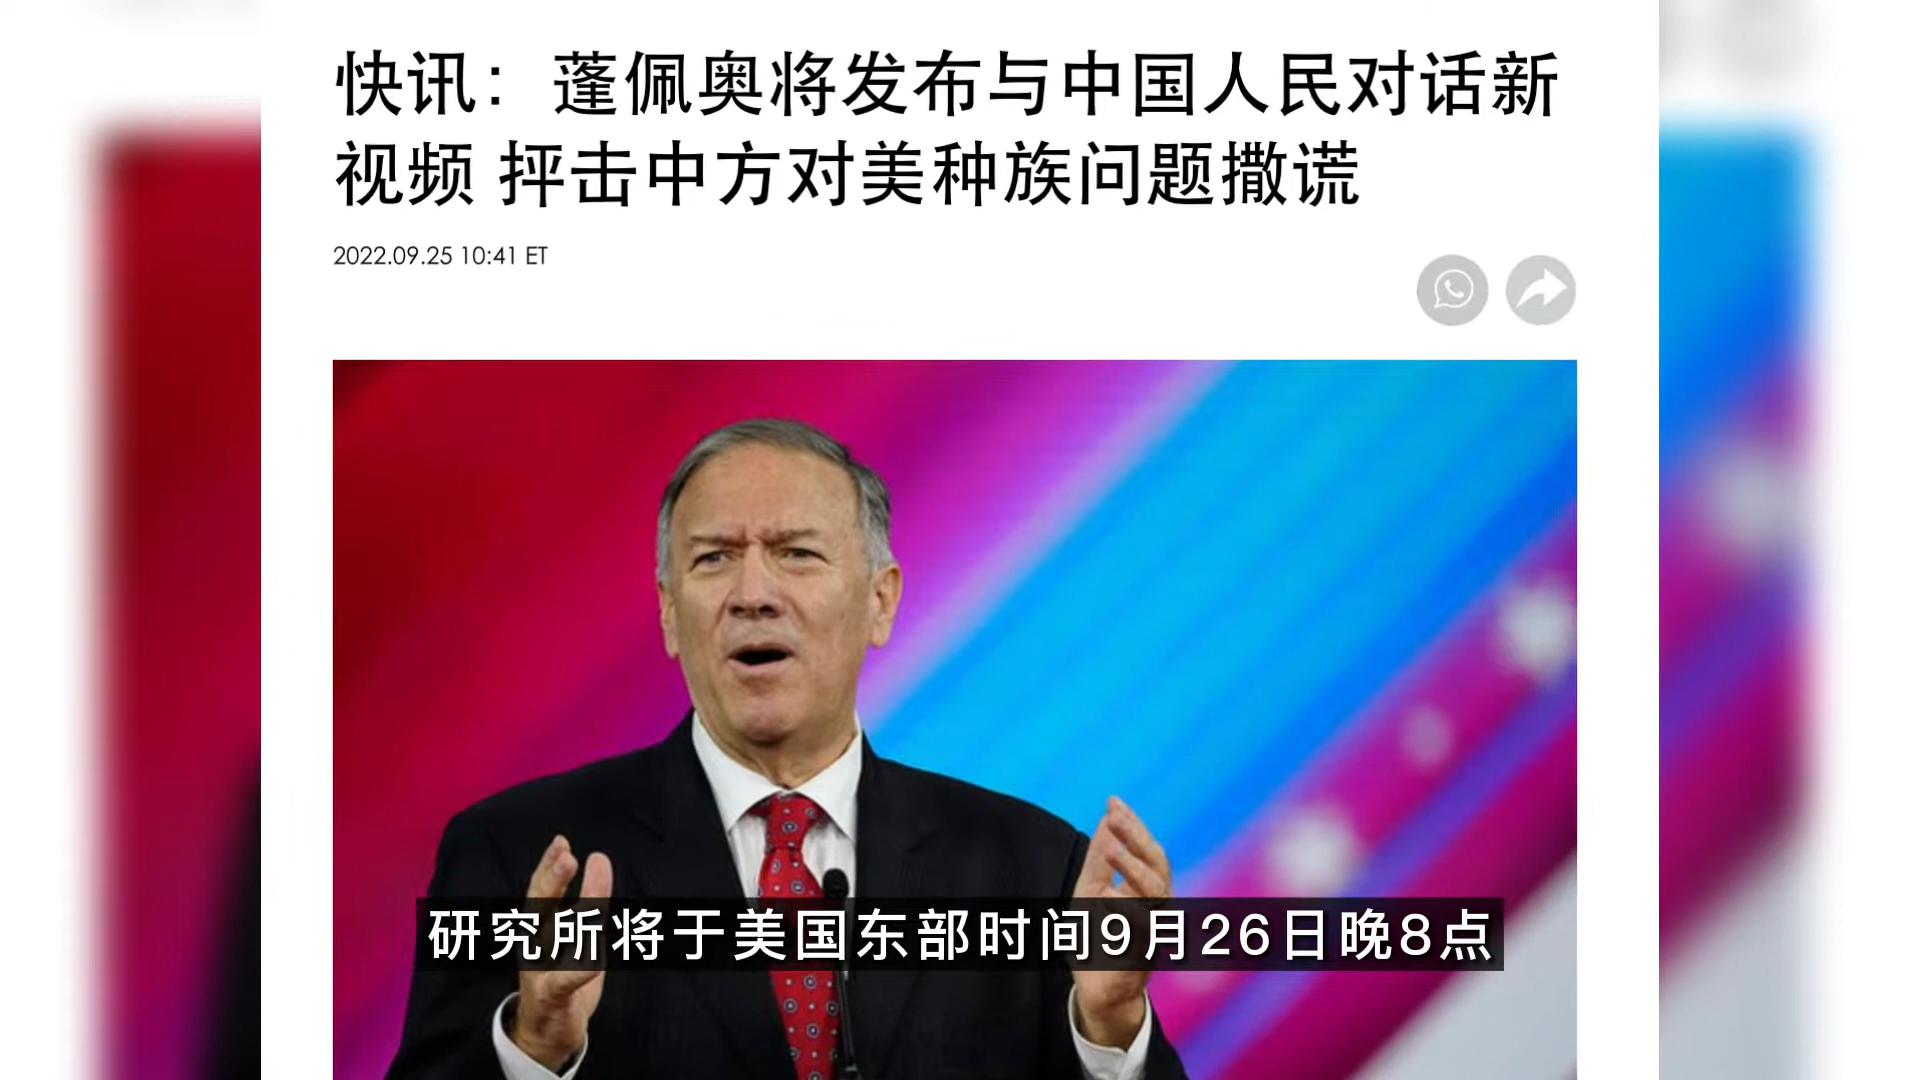 快讯：蓬佩奥将发布与中国人民对话新
视频 抨击中方对美种族问题撒谎
2022.09.25 10:41 ET
研究所将于美国东部时间9月26日晚8点